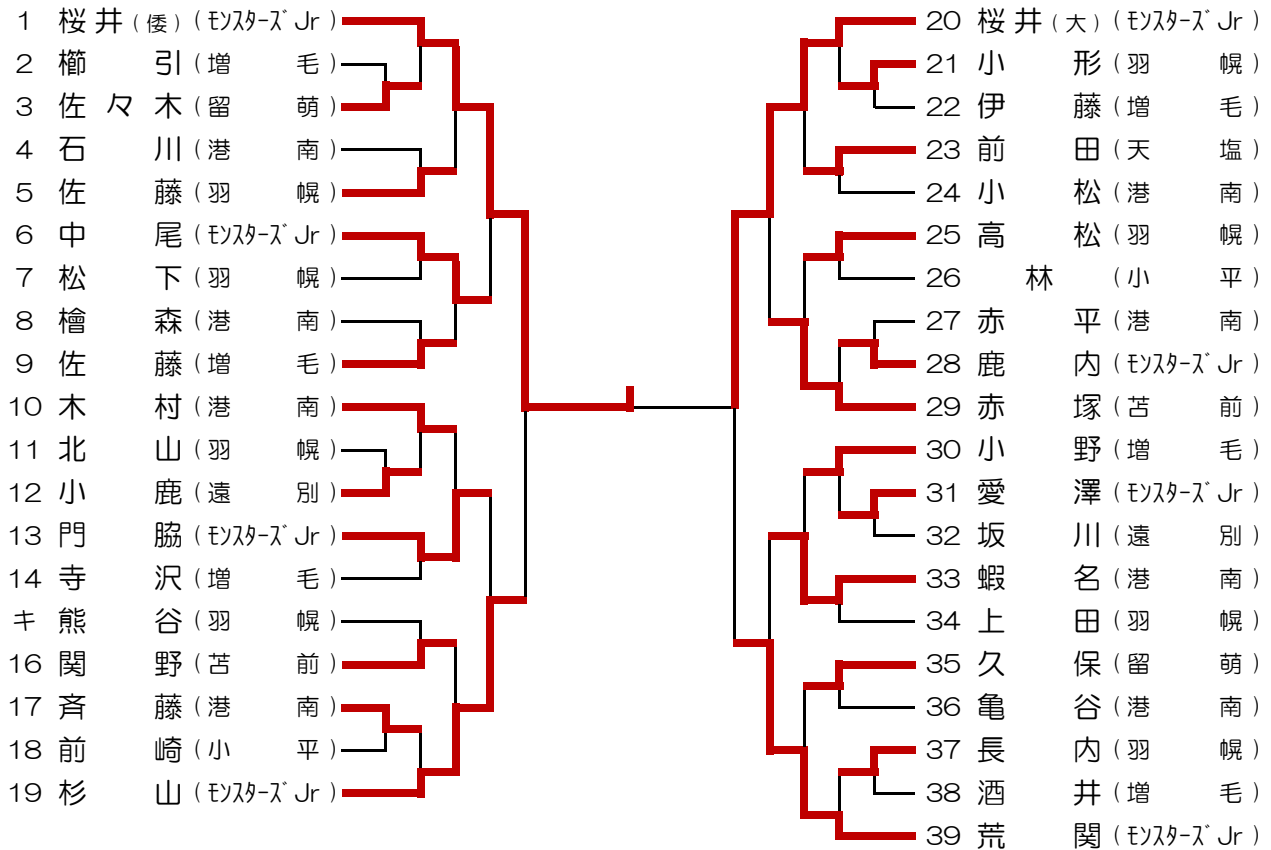 1 桜井(倭)(モンスターズJr)
2 櫛引(増毛)
3 佐々木(留萌)
4 石川(港南)
5 佐藤(羽幌)
6 中尾(モンスターズJr)
7 松下(羽幌)
8 檜森(港南)
9 佐藤(増毛)
10 木村(港南)
11 北山(羽幌)
12 小鹿(遠別)
13 門脇(モンスターズJr)
14 寺沢(増毛)
キ 熊谷(羽幌)
16 関野(苫前)
17 斉藤(港南)
18 前崎(小平)
19 杉山(モンスターズJr)
20 桜井(大)(モンスターズJr)
21 小形(羽幌)
22 伊藤(増毛)
23 前田(天塩)
24 小松(港南)
25 高松(羽幌)
26 林(小平)
27 赤平(港南)
28 鹿内(モンスターズJr)
29 赤塚(苫前)
30 小野(増毛)
31 愛澤(モンスターズJr)
32 坂川(遠別)
33 蝦名(港南)
34 上田(羽幌)
35 久保(留萌)
36 亀谷(港南)
37 長内(羽幌)
38 酒井(増毛)
39 荒関(モンスターズJr)